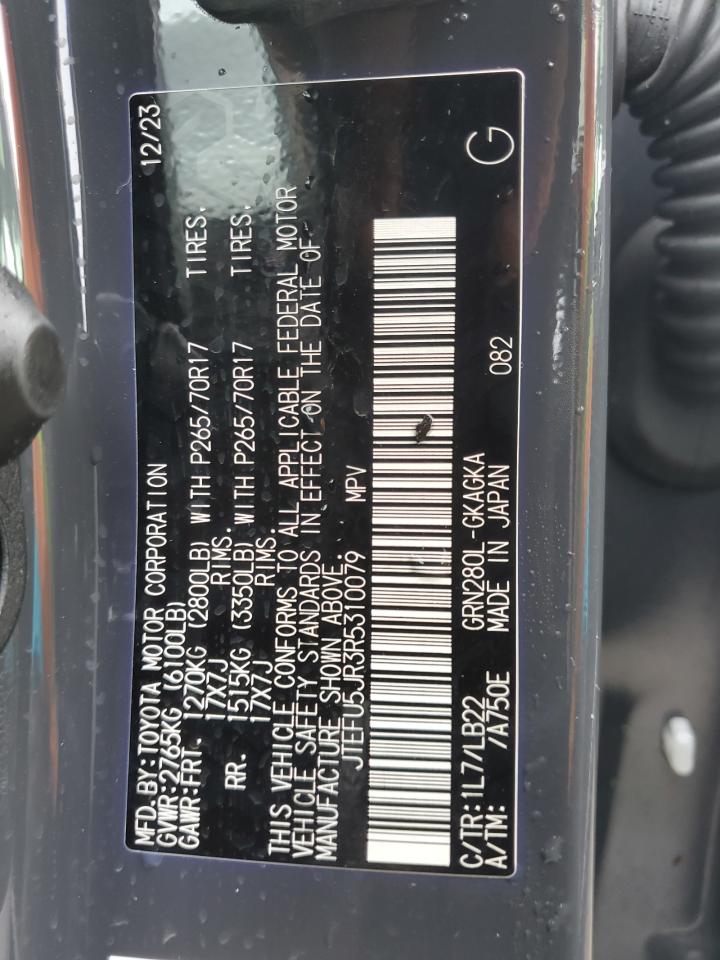 MFD.BY:TOYOTA MOTOR CORPORATION 12/23
GVWR:2765KG (6100LB)
GAWR:FRT. 1270KG (2800LB) WITH P265/70R17 TIRES,
17X7J RIMS.
RR. 1515KG (3350LB) WITH P265/70R17 TIRES,
17X7J RIMS.
THIS VEHICLE CONFORMS TO ALL APPLICABLE FEDERAL MOTOR
VEHICLE SAFETY STANDARDS IN EFFECT ON THE DATE OF
MANUFACTURE SHOWN ABOVE.
JTEFU5JR3R5310079 MPV
C/TR:1L7/LB22 GRN280L-GKAGKA 082 G
A/TM: /A750E MADE IN JAPAN